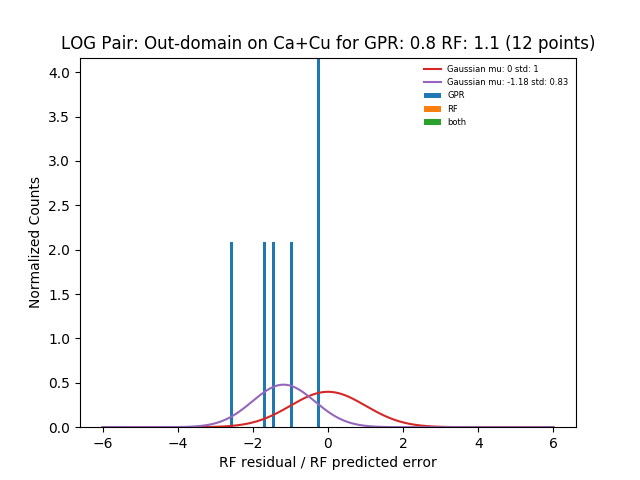 LOG Pair: Out-domain on Ca+Cu for GPR: 0.8 RF: 1.1 (12 points)
Gaussian mu: 0 std: 1
Gaussian mu: -1.18 std: 0.83
GPR
RF
both
Normalized Counts
4.0
3.5
3.0
2.5
2.0
1.5
1.0
0.5
0.0
−6 −4 −2 0 2 4 6
RF residual / RF predicted error